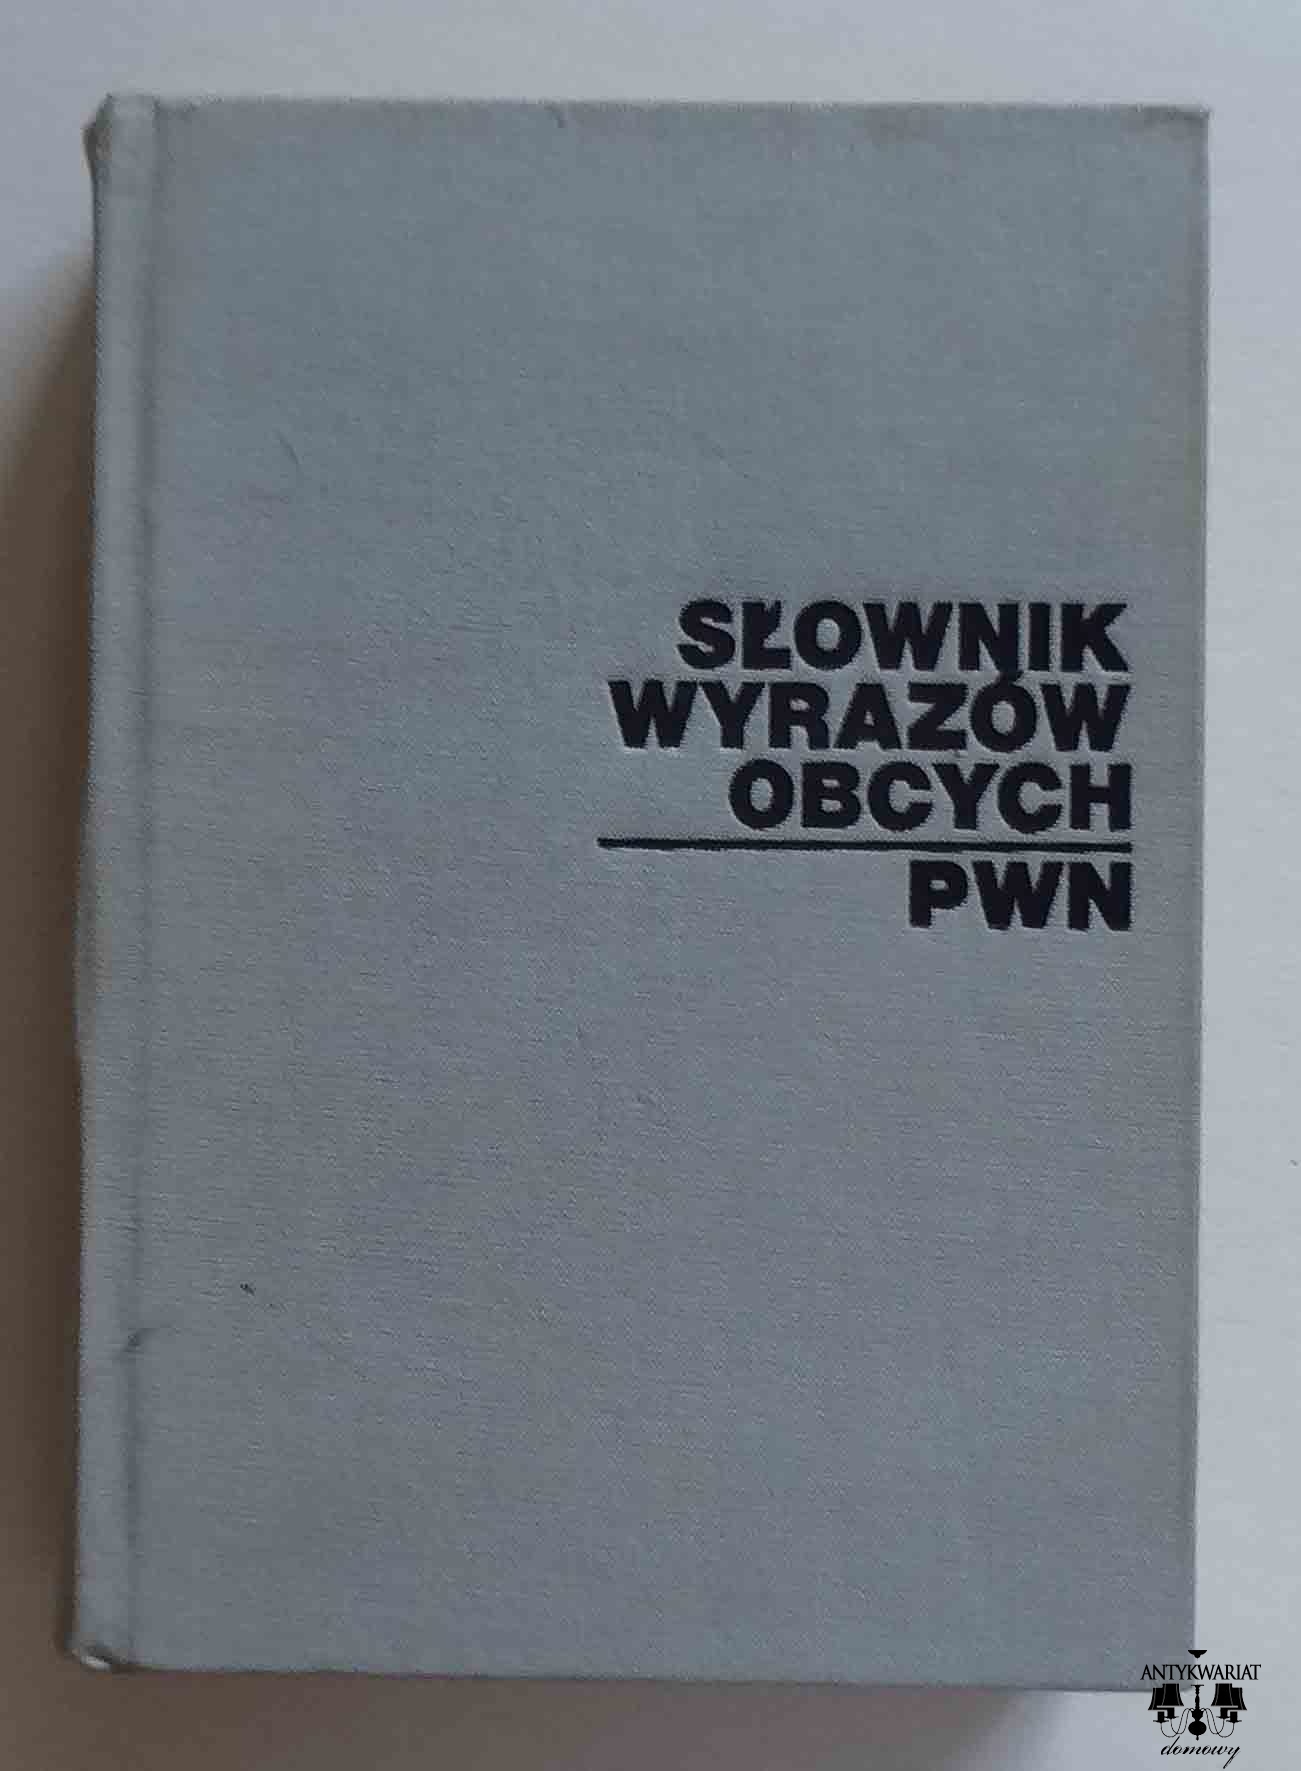 SŁOWNIK
WYRAZÓW
OBCYCH
PWN
ANTYKWARIAT
domowy